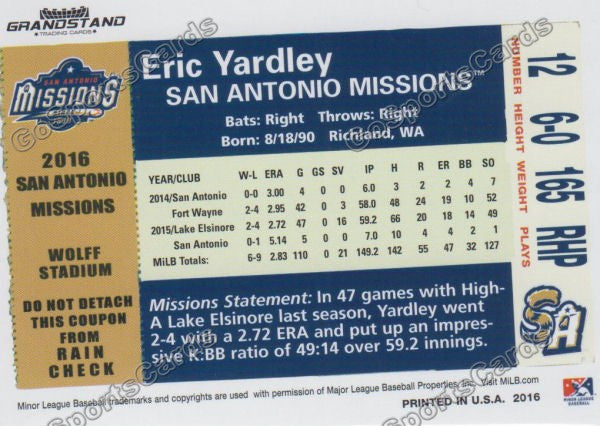 GRANDSTAND
TRADING CARDS
SAN ANTONIO
MISSIONS
2016
SAN ANTONIO
MISSIONS
WOLFF
STADIUM
DO NOT DETACH
THIS COUPON
FROM
RAIN
CHECK
Eric Yardley
SAN ANTONIO MISSIONS™
Bats: Right Throws: Right
Born: 8/18/90 Richland, WA
YEAR/CLUB W-L ERA G GS SV IP H R ER BB SO
2014/San Antonio 0-0 3.00 4 0 0 6.0 3 2 2 4 7
Fort Wayne 2-4 2.95 42 0 3 58.0 48 24 19 10 52
2015/Lake Elsinore 2-4 2.72 47 0 16 59.2 66 20 18 14 49
San Antonio 0-1 5.14 5 0 0 7.0 7 4 4 1 2
MiLB Totals: 6-9 2.83 110 0 21 149.2 142 55 47 32 127
Missions Statement: In 47 games with High-
A Lake Elsinore last season, Yardley went
2-4 with a 2.72 ERA and put up an impres-
sive K:BB ratio of 49:14 over 59.2 innings.
NUMBER HEIGHT WEIGHT PLAYS
12 6-0 165 RHP
SA
Minor League Baseball trademarks and copyrights are used with permission of Major League Baseball Properties, Inc. Visit MiLB.com.
PRINTED IN U.S.A. 2016
MINOR LEAGUE
BASEBALL
GoSportsCards